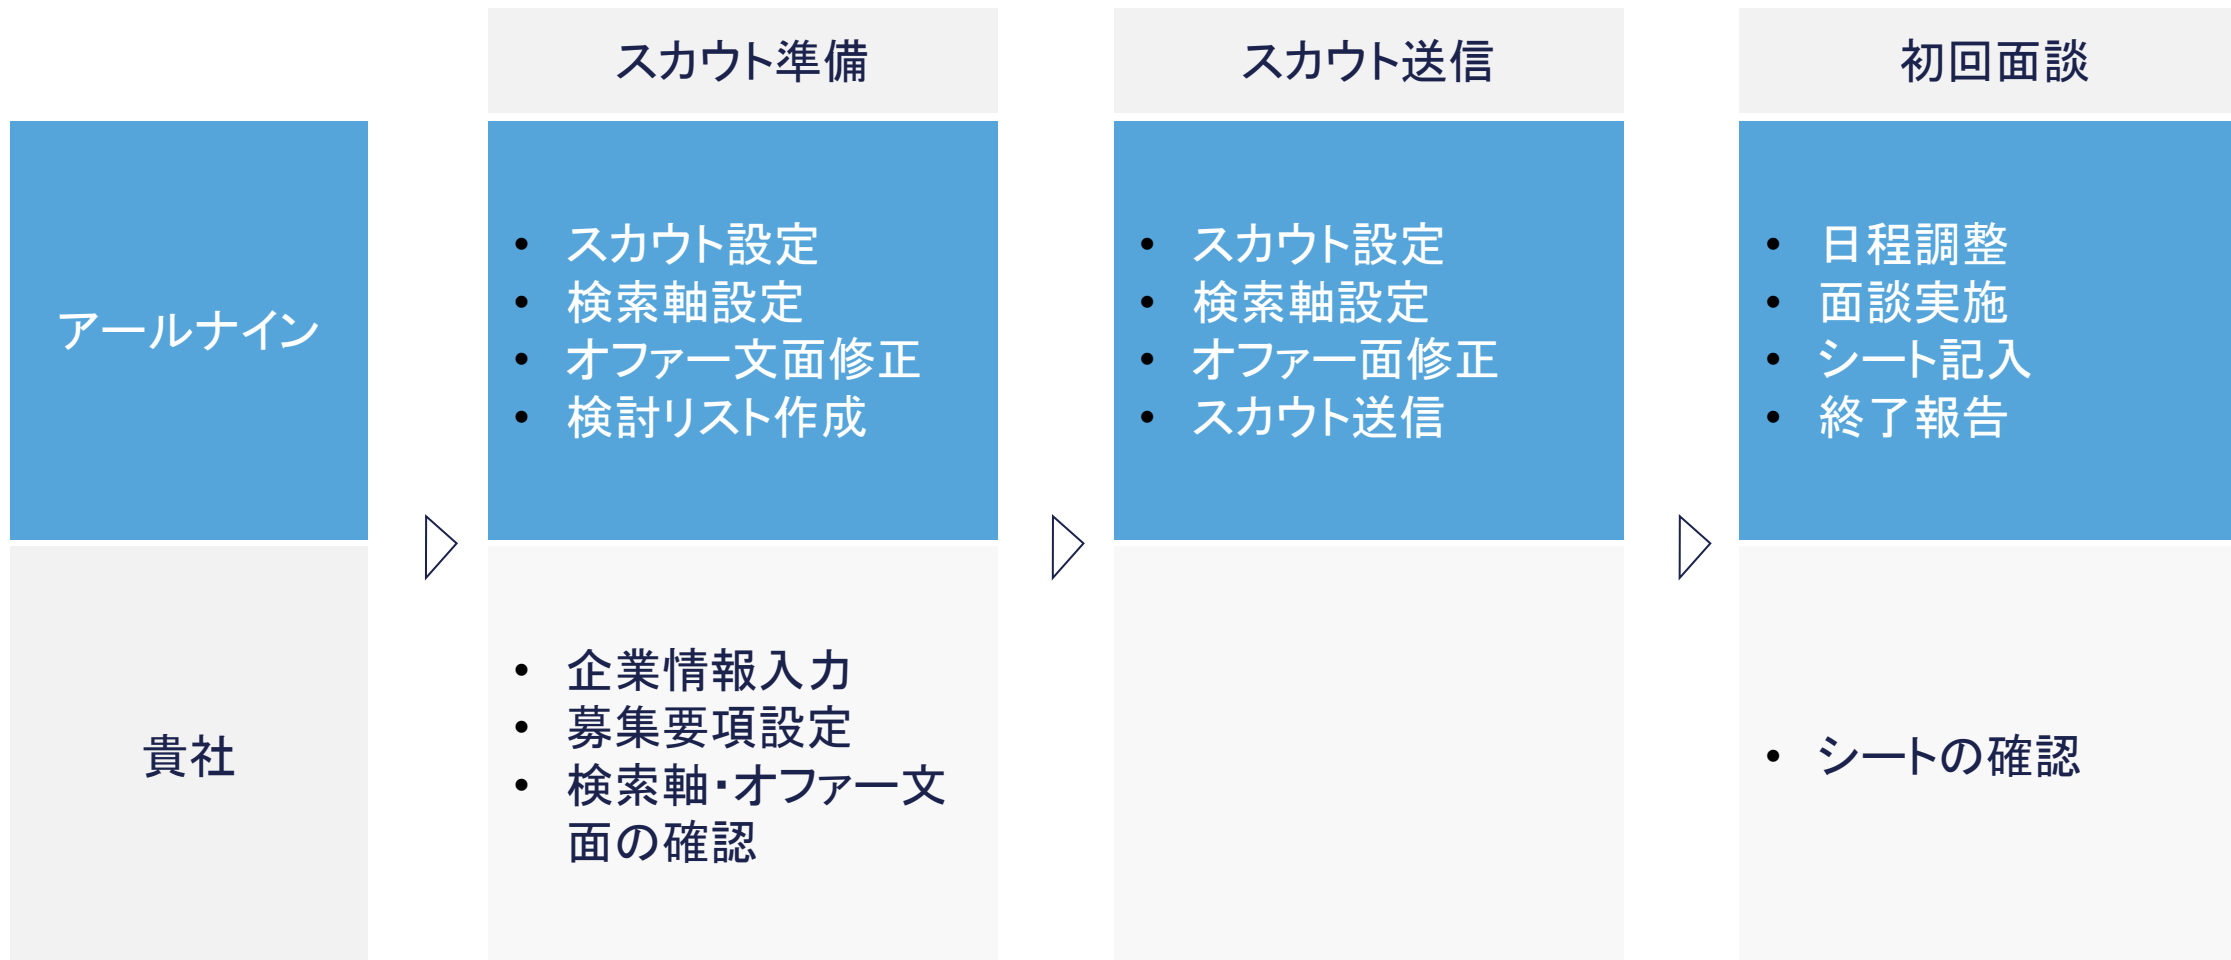 スカウト準備
スカウト送信
初回面談
アールナイン
• スカウト設定
• 検索軸設定
• オファー文面修正
• 検討リスト作成
• スカウト設定
• 検索軸設定
• オファー面修正
• スカウト送信
• 日程調整
• 面談実施
• シート記入
• 終了報告
貴社
• 企業情報入力
• 募集要項設定
• 検索軸・オファー文
面の確認
• シートの確認